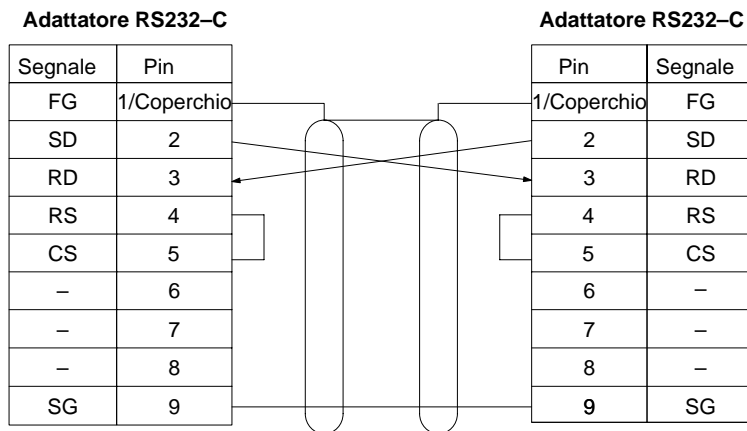 Adattatore RS232–C Adattatore RS232–C
Segnale Pin Pin Segnale
FG 1/Coperchio 1/Coperchio FG
SD 2 2 SD
RD 3 3 RD
RS 4 4 RS
CS 5 5 CS
– 6 6 –
– 7 7 –
– 8 8 –
SG 9 9 SG